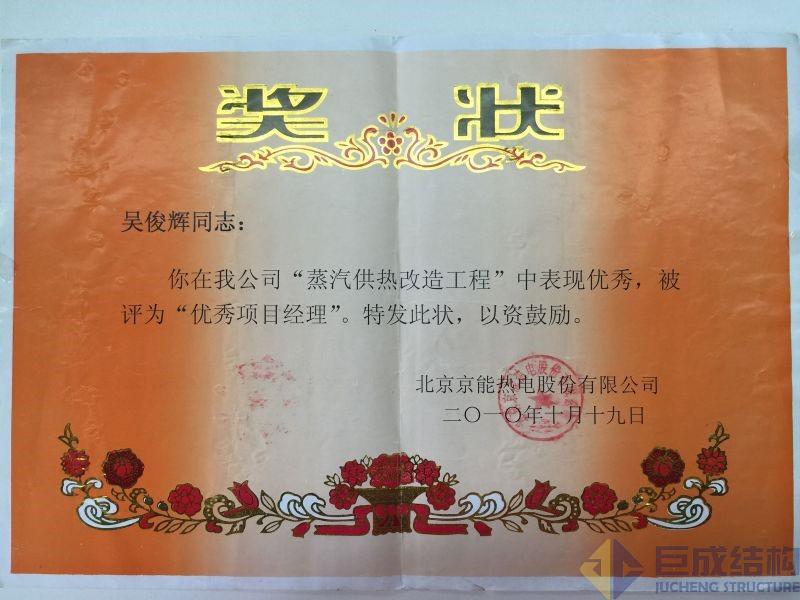 奖状
吴俊辉同志：
你在我公司“蒸汽供热改造工程”中表现优秀，被
评为“优秀项目经理”。特发此状，以资鼓励。
北京京能热电股份有限公司
二〇一〇年十月十九日
巨成结构
JUCHENG STRUCTURE